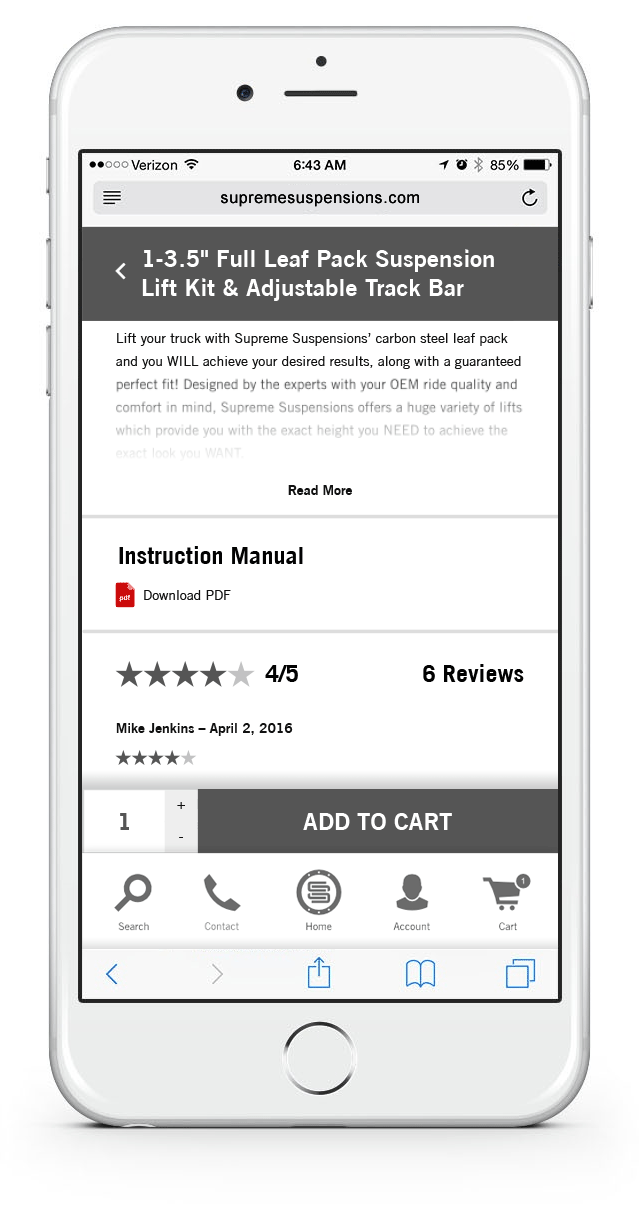 Verizon 6:43 AM 85%
supremesuspensions.com
1-3.5" Full Leaf Pack Suspension
Lift Kit & Adjustable Track Bar
Lift your truck with Supreme Suspensions’ carbon steel leaf pack
and you WILL achieve your desired results, along with a guaranteed
perfect fit! Designed by the experts with your OEM ride quality and
comfort in mind, Supreme Suspensions offers a huge variety of lifts
which provide you with the exact height you NEED to achieve the
exact look you WANT.
Read More
Instruction Manual
pdf Download PDF
4/5 6 Reviews
Mike Jenkins – April 2, 2016
1 + - ADD TO CART
1
Search Contact Home Account Cart